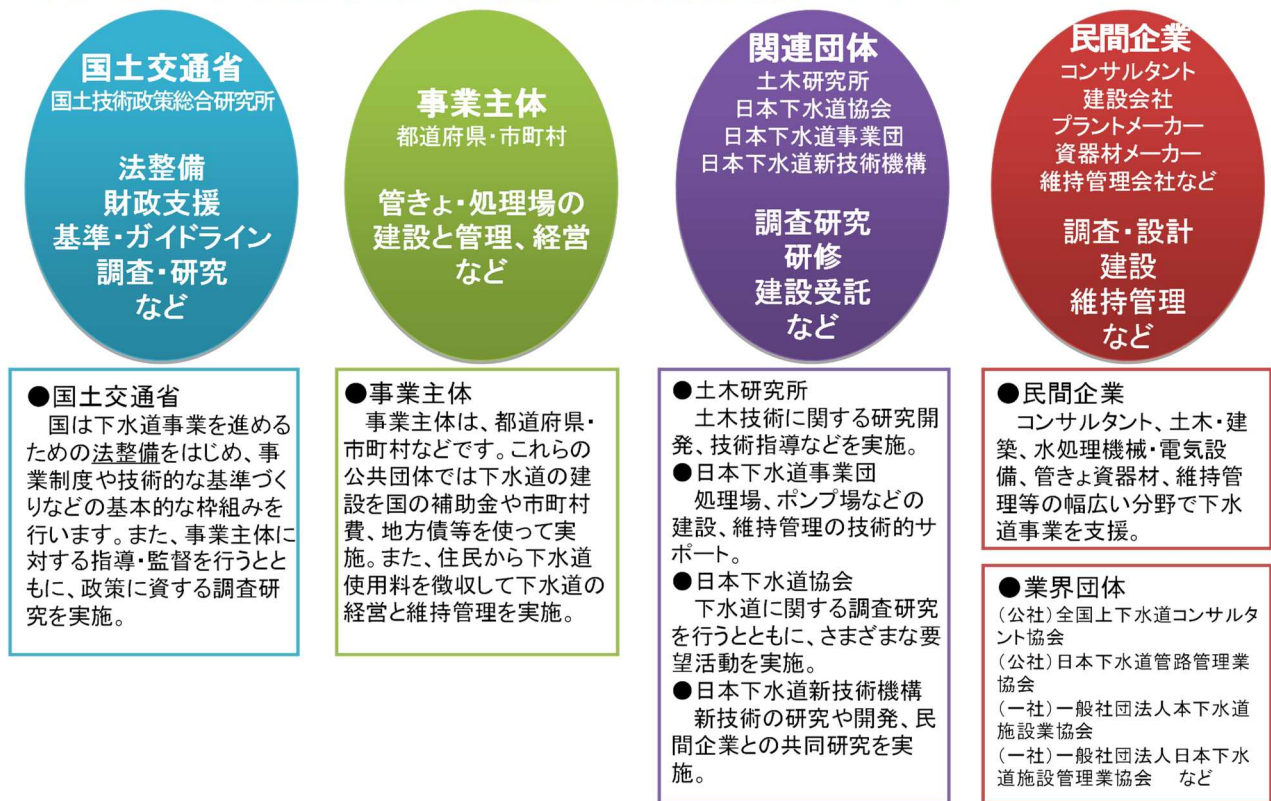 国土交通省
国土技術政策総合研究所
法整備
財政支援
基準・ガイドライン
調査・研究
など
事業主体
都道府県・市町村
管きょ・処理場の
建設と管理、経営
など
関連団体
土木研究所
日本下水道協会
日本下水道事業団
日本下水道新技術機構
調査研究
研修
建設受託
など
民間企業
コンサルタント
建設会社
プラントメーカー
資器材メーカー
維持管理会社など
調査・設計
建設
維持管理
など
●国土交通省
国は下水道事業を進める
ための法整備をはじめ、事
業制度や技術的な基準づく
りなどの基本的な枠組みを
行います。また、事業主体に
対する指導・監督を行うとと
もに、政策に資する調査研
究を実施。
●事業主体
事業主体は、都道府県・
市町村などです。これらの
公共団体では下水道の建
設を国の補助金や市町村
費、地方債等を使って実
施。また、住民から下水道
使用料を徴収して下水道の
経営と維持管理を実施。
●土木研究所
土木技術に関する研究開
発、技術指導などを実施。
●日本下水道事業団
処理場、ポンプ場などの
建設、維持管理の技術的サ
ポート。
●日本下水道協会
下水道に関する調査研究
を行うとともに、さまざまな要
望活動を実施。
●日本下水道新技術機構
新技術の研究や開発、民
間企業との共同研究を実
施。
●民間企業
コンサルタント、土木・建
築、水処理機械・電気設
備、管きょ資器材、維持管
理等の幅広い分野で下水
道事業を支援。
●業界団体
（公社）全国上下水道コンサルタ
ント協会
（公社）日本下水道管路管理業
協会
（一社）一般社団法人本下水道
施設業協会
（一社）一般社団法人日本下水
道施設管理業協会　など